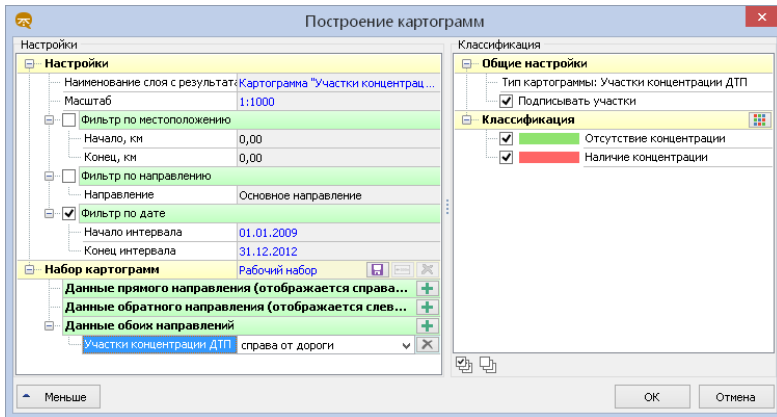 Построение картограмм
Настройки
Настройки
Наименование слоя с результата Картограмма "Участки концентрац...
Масштаб 1:1000
Фильтр по местоположению
Начало, км 0,00
Конец, км 0,00
Фильтр по направлению
Направление Основное направление
Фильтр по дате
Начало интервала 01.01.2009
Конец интервала 31.12.2012
Набор картограмм Рабочий набор
Данные прямого направления (отображается справа...
Данные обратного направления (отображается слев...
Данные обоих направлений
Участки концентрации ДТП справа от дороги
Меньше
Классификация
Общие настройки
Тип картограммы: Участки концентрации ДТП
Подписывать участки
Классификация
Отсутствие концентрации
Наличие концентрации
ОК Отмена